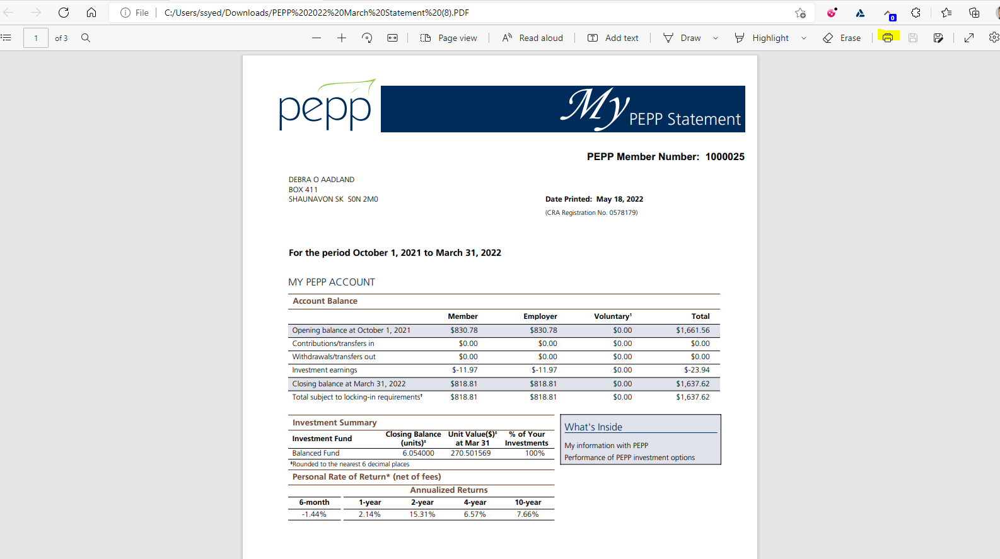 File C:/Users/ssyed/Downloads/PEPP%202022%20March%20Statement%20(8).PDF
0
1 of 3 Page view Read aloud Add text Draw Highlight Erase
pepp
My PEPP Statement
PEPP Member Number: 1000025
DEBRA O AADLAND
BOX 411
SHAUNAVON SK S0N 2M0
Date Printed: May 18, 2022
(CRA Registration No. 0578179)
For the period October 1, 2021 to March 31, 2022
MY PEPP ACCOUNT
Account Balance
Member Employer Voluntary¹ Total
Opening balance at October 1, 2021 $830.78 $830.78 $0.00 $1,661.56
Contributions/transfers in $0.00 $0.00 $0.00 $0.00
Withdrawals/transfers out $0.00 $0.00 $0.00 $0.00
Investment earnings $-11.97 $-11.97 $0.00 $-23.94
Closing balance at March 31, 2022 $818.81 $818.81 $0.00 $1,637.62
Total subject to locking-in requirements† $818.81 $818.81 $0.00 $1,637.62
Investment Summary
Investment Fund Closing Balance (units)‡ Unit Value($)‡ at Mar 31 % of Your Investments
Balanced Fund 6.054000 270.501569 100%
‡Rounded to the nearest 6 decimal places
Personal Rate of Return* (net of fees)
Annualized Returns
6-month 1-year 2-year 4-year 10-year
-1.44% 2.14% 15.31% 6.57% 7.66%
What's Inside
My information with PEPP
Performance of PEPP investment options